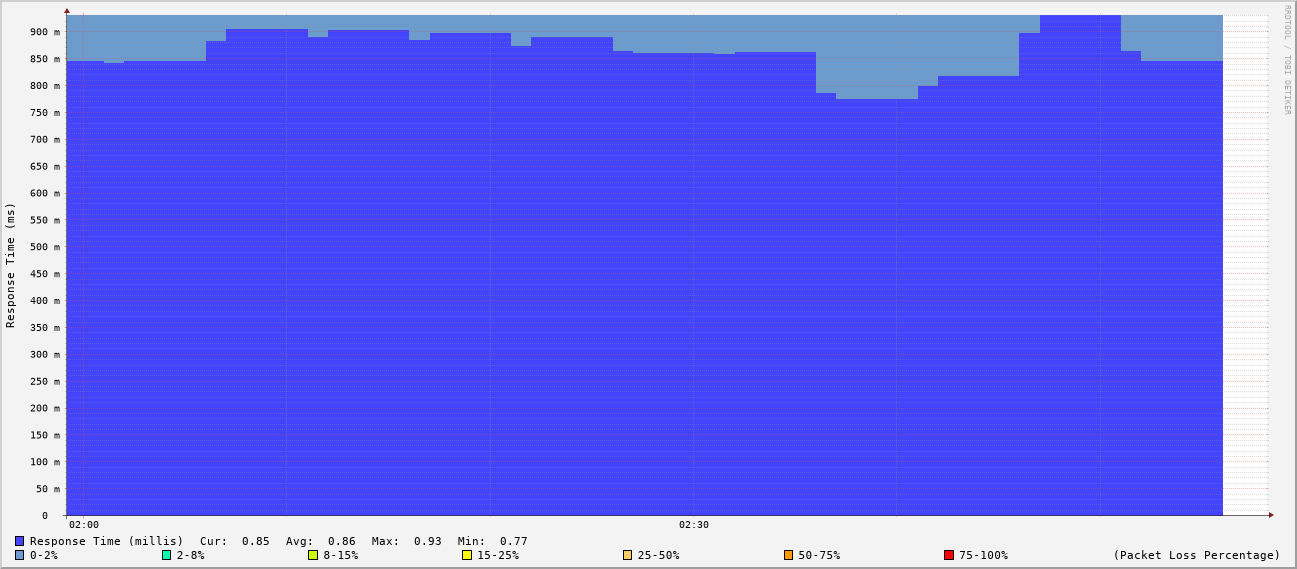 RRDTOOL / TOBI OETIKER
Response Time (ms)
900 m
850 m
800 m
750 m
700 m
650 m
600 m
550 m
500 m
450 m
400 m
350 m
300 m
250 m
200 m
150 m
100 m
50 m
0
02:00 02:30
Response Time (millis) Cur: 0.85 Avg: 0.86 Max: 0.93 Min: 0.77
0-2% 2-8% 8-15% 15-25% 25-50% 50-75% 75-100% (Packet Loss Percentage)